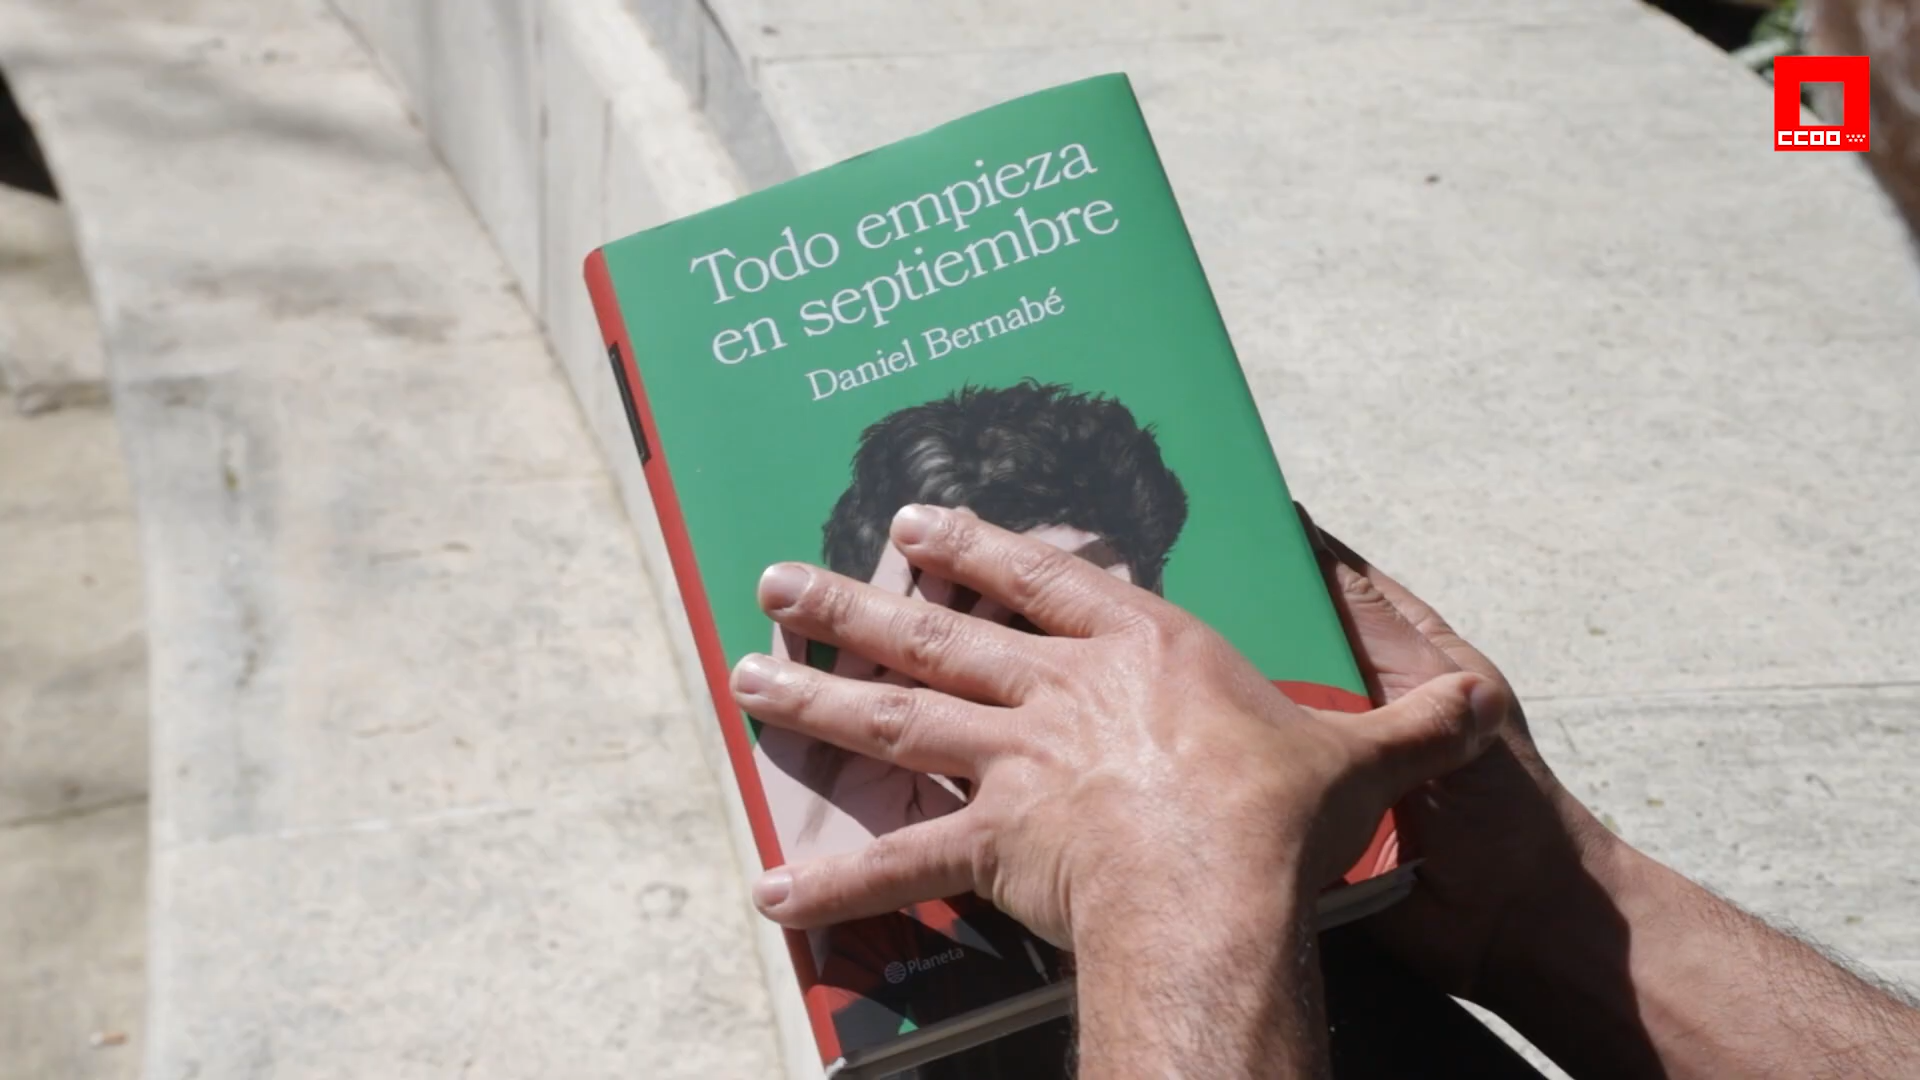 Todo empieza
en septiembre
Daniel Bernabé
Planeta
CCOO